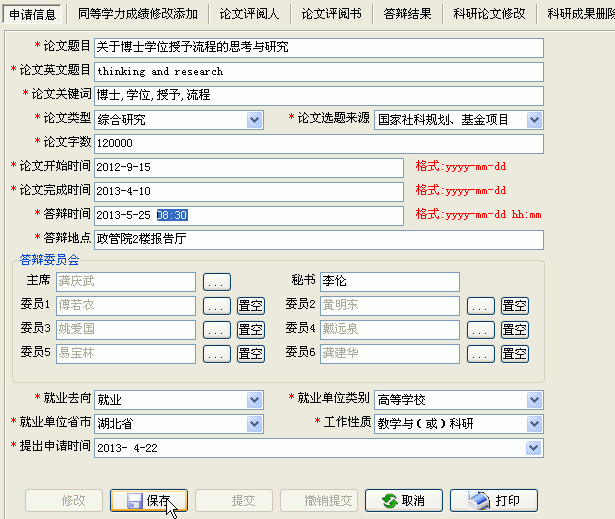 申请信息 同等学力成绩修改添加 论文评阅人 论文评阅书 答辩结果 科研论文修改 科研成果删除
*论文题目 关于博士学位授予流程的思考与研究
*论文英文题目 thinking and research
*论文关键词 博士,学位,授予,流程
*论文类型 综合研究 *论文选题来源 国家社科规划、基金项目
*论文字数 120000
*论文开始时间 2012-9-15 格式:yyyy-mm-dd
*论文完成时间 2013-4-10 格式:yyyy-mm-dd
*答辩时间 2013-5-25 08:30 格式:yyyy-mm-dd hh:mm
*答辩地点 政管院2楼报告厅
答辩委员会
主席 龚庆武 ... 秘书 李伦
委员1 傅若农 ... 置空 委员2 黄明东 ... 置空
委员3 姚爱国 ... 置空 委员4 戴远泉 ... 置空
委员5 易宝林 ... 置空 委员6 龚建华 ... 置空
*就业去向 就业 *就业单位类别 高等学校
*就业单位省市 湖北省 *工作性质 教学与(或)科研
*提出申请时间 2013- 4-22
修改 保存 提交 撤销提交 取消 打印